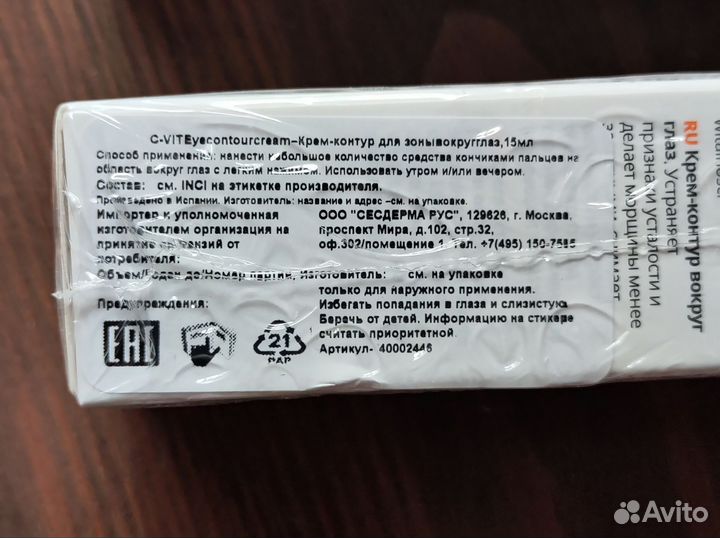 C-VITEyecontourcream–Крем-контур для зонывокругглаз,15мл
Способ применения: нанести небольшое количество средства кончиками пальцев на
область вокруг глаз с легким нажимом. Использовать утром и/или вечером.
Состав: см. INCI на этикетке производителя.
Произведено в Испании. Изготовитель: название и адрес –см. на упаковке.
Импортер и уполномоченная ООО "СЕСДЕРМА РУС", 129626, г. Москва,
изготовителем организация на проспект Мира, д.102, стр.32,
принятие претензий от оф.302/помещение 1. Тел. +7(495) 150-7585
потребителя:
Объем/Годен до/Номер партии, Изготовитель: см. на упаковке
только для наружного применения.
Предупреждения: Избегать попадания в глаза и слизистую.
Беречь от детей. Информацию на стикере
считать приоритетной.
Артикул- 40002446
EAC
21
PAP
RU Крем-контур вокруг
глаз. Устраняет
признаки усталости и
делает морщины менее
Avito